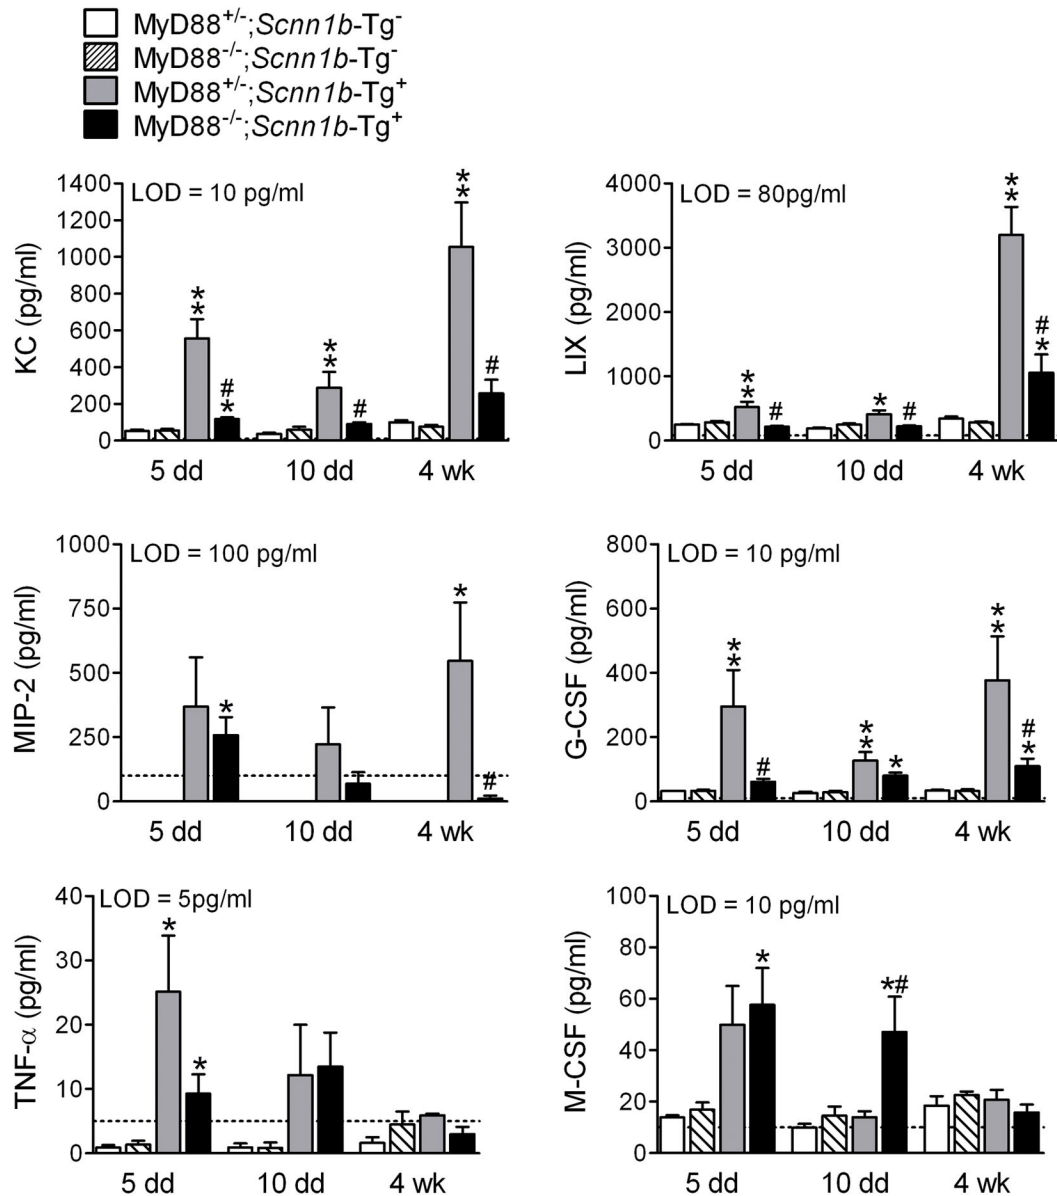 MyD88+/-;Scnn1b-Tg-
MyD88-/-;Scnn1b-Tg-
MyD88+/-;Scnn1b-Tg+
MyD88-/-;Scnn1b-Tg+
KC (pg/ml)
LOD = 10 pg/ml
1400
1200
1000
800
600
400
200
0
** ** **
#* # #
5 dd 10 dd 4 wk
LIX (pg/ml)
LOD = 80pg/ml
4000
3000
2000
1000
0
** * **
# # #*
5 dd 10 dd 4 wk
MIP-2 (pg/ml)
LOD = 100 pg/ml
1000
750
500
250
0
* * #
5 dd 10 dd 4 wk
G-CSF (pg/ml)
LOD = 10 pg/ml
800
600
400
200
0
** ** **
# * #*
5 dd 10 dd 4 wk
TNF-α (pg/ml)
LOD = 5pg/ml
40
30
20
10
0
* *
5 dd 10 dd 4 wk
M-CSF (pg/ml)
LOD = 10 pg/ml
100
80
60
40
20
0
* *#
5 dd 10 dd 4 wk